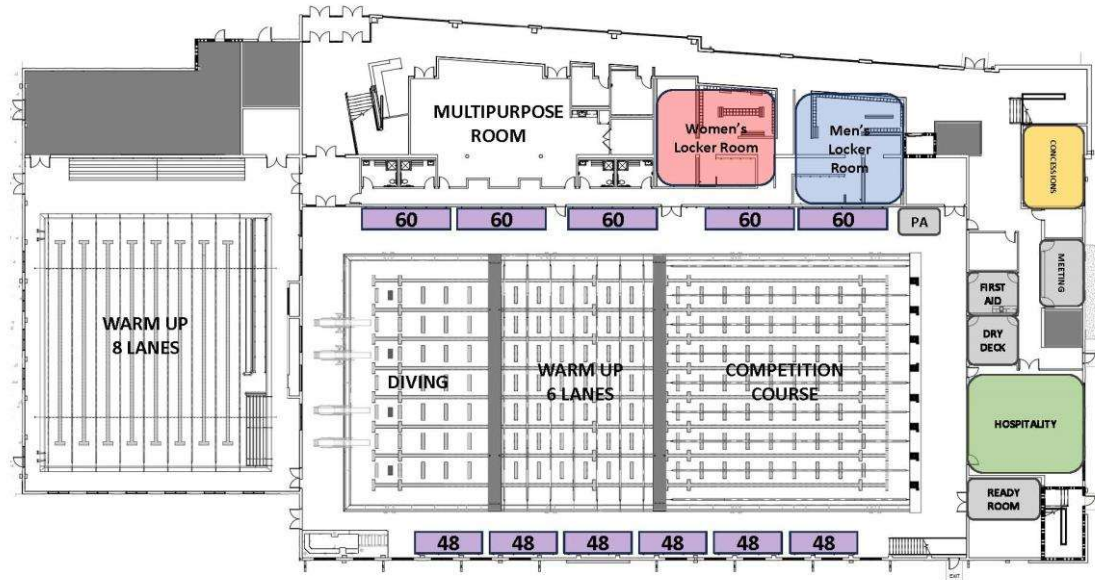 MULTIPURPOSE
ROOM
Women's
Locker Room
Men's
Locker
Room
CONCESSIONS
60
60
60
60
60
PA
MEETING
FIRST
AID
DRY
DECK
WARM UP
8 LANES
DIVING
WARM UP
6 LANES
COMPETITION
COURSE
HOSPITALITY
READY
ROOM
48
48
48
48
48
48
EXIT